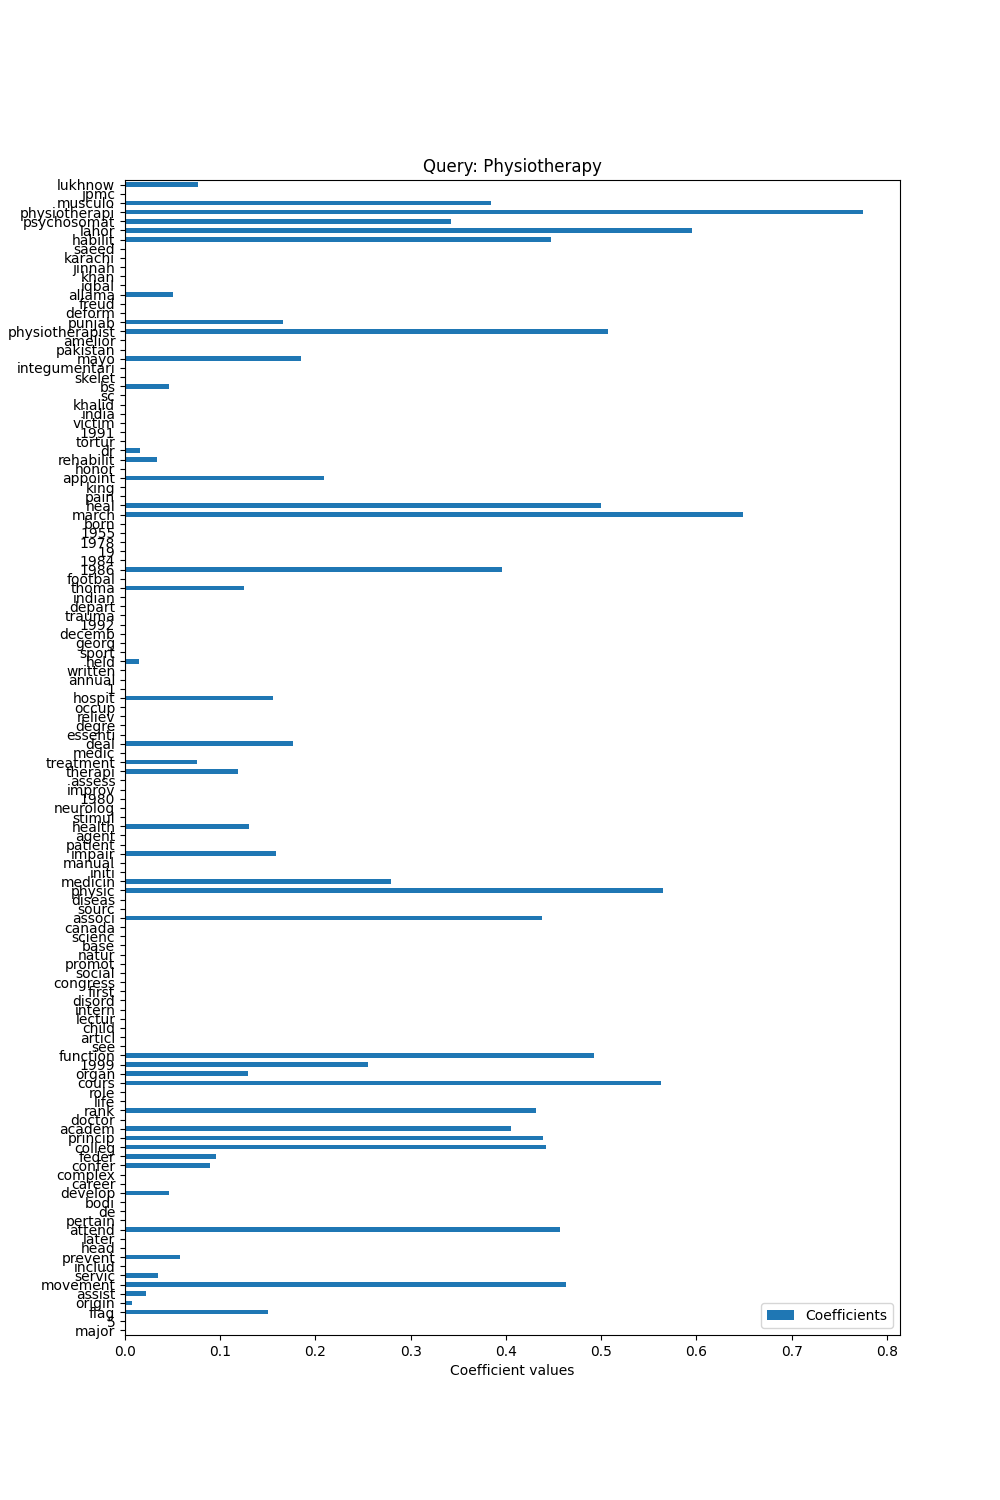 Query: Physiotherapy
lukhnow
jpmc
musculo
physiotherapi
psychosomat
lahor
habilit
saeed
karachi
jinnah
khan
iqbal
allama
freud
deform
punjab
physiotherapist
amelior
pakistan
mayo
integumentari
skelet
bs
sc
khalid
india
victim
1991
tortur
dr
rehabilit
honor
appoint
king
pain
heal
march
born
1955
1978
19
1984
1986
footbal
thoma
indian
depart
trauma
1992
decemb
georg
sport
held
written
annual
1
hospit
occup
reliev
degre
essenti
deal
medic
treatment
therapi
assess
improv
1980
neurolog
stimul
health
agent
patient
impair
manual
initi
medicin
physic
diseas
sourc
associ
canada
scienc
base
natur
promot
social
congress
first
disord
intern
lectur
child
articl
see
function
1999
organ
cours
role
life
rank
doctor
academ
princip
colleg
feder
confer
complex
career
develop
bodi
de
pertain
attend
later
head
prevent
includ
servic
movement
assist
origin
flag
5
major
Coefficients
0.0 0.1 0.2 0.3 0.4 0.5 0.6 0.7 0.8
Coefficient values